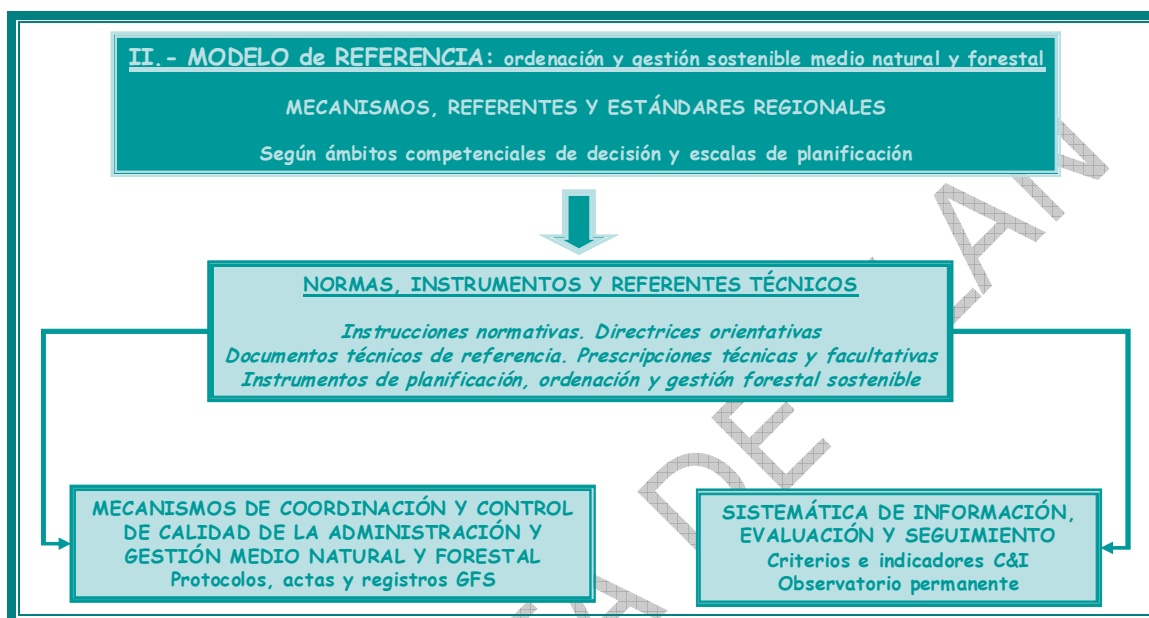 II.- MODELO de REFERENCIA: ordenación y gestión sostenible medio natural y forestal
MECANISMOS, REFERENTES Y ESTÁNDARES REGIONALES
Según ámbitos competenciales de decisión y escalas de planificación
NORMAS, INSTRUMENTOS Y REFERENTES TÉCNICOS
Instrucciones normativas. Directrices orientativas
Documentos técnicos de referencia. Prescripciones técnicas y facultativas
Instrumentos de planificación, ordenación y gestión forestal sostenible
MECANISMOS DE COORDINACIÓN Y CONTROL
DE CALIDAD DE LA ADMINISTRACIÓN Y
GESTIÓN MEDIO NATURAL Y FORESTAL
Protocolos, actas y registros GFS
SISTEMÁTICA DE INFORMACIÓN,
EVALUACIÓN Y SEGUIMIENTO
Criterios e indicadores C&I
Observatorio permanente
DE